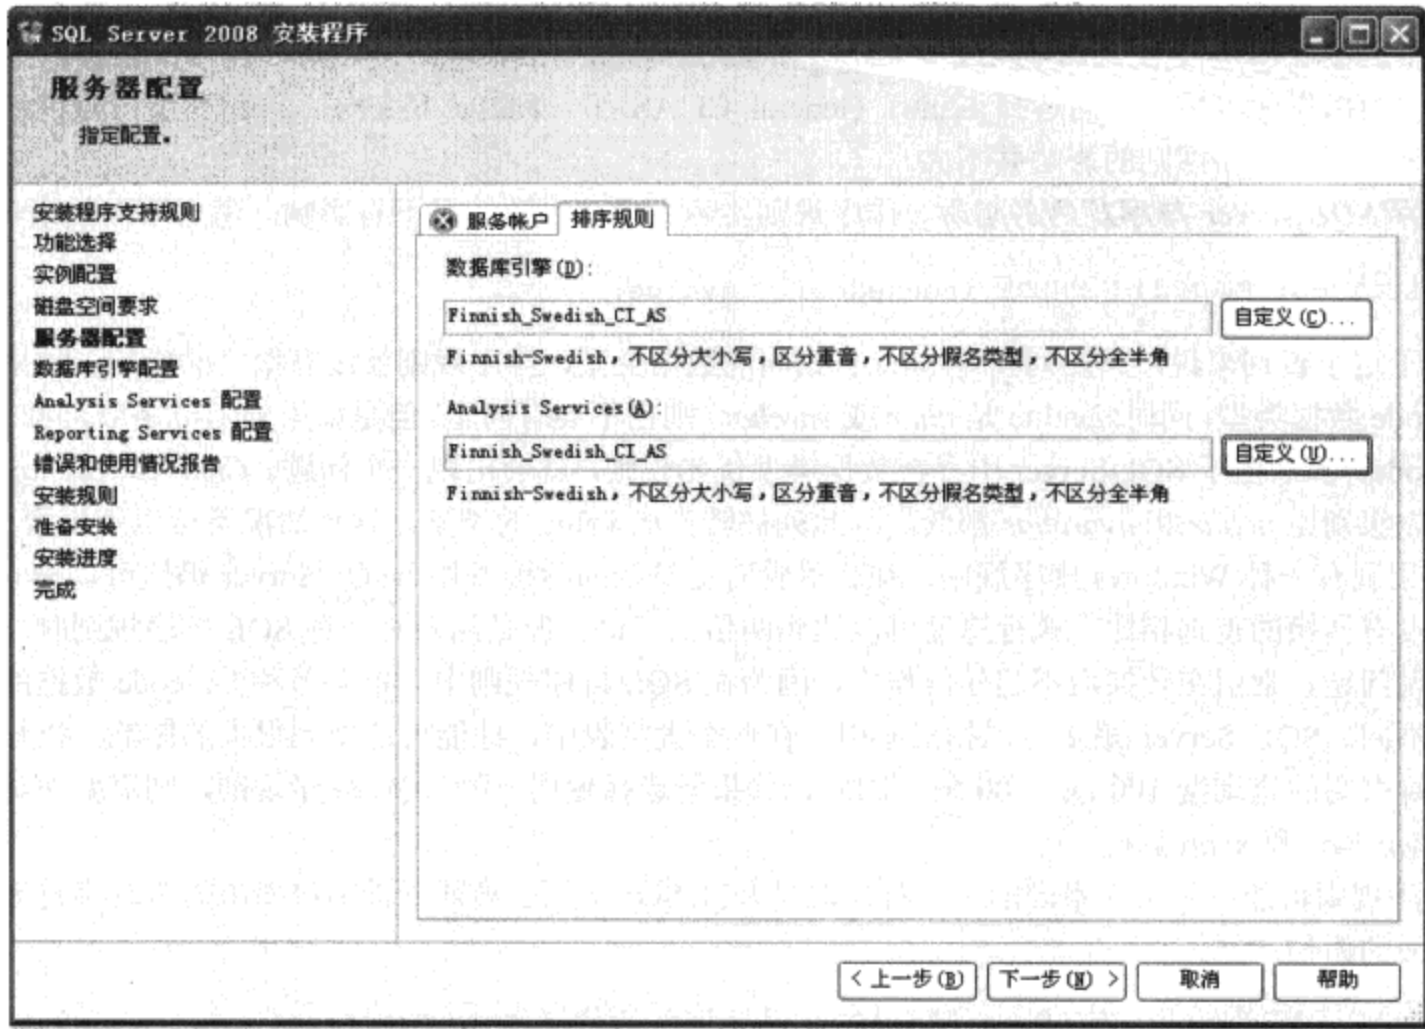 SQL Server 2008 安装程序
服务器配置
指定配置。
安装程序支持规则
功能选择
实例配置
磁盘空间要求
服务器配置
数据库引擎配置
Analysis Services 配置
Reporting Services 配置
错误和使用情况报告
安装规则
准备安装
安装进度
完成
服务帐户
排序规则
数据库引擎(D):
Finnish_Swedish_CI_AS
自定义(C)...
Finnish-Swedish，不区分大小写，区分重音，不区分假名类型，不区分全半角
Analysis Services(A):
Finnish_Swedish_CI_AS
自定义(U)...
Finnish-Swedish，不区分大小写，区分重音，不区分假名类型，不区分全半角
< 上一步(B)
下一步(N) >
取消
帮助